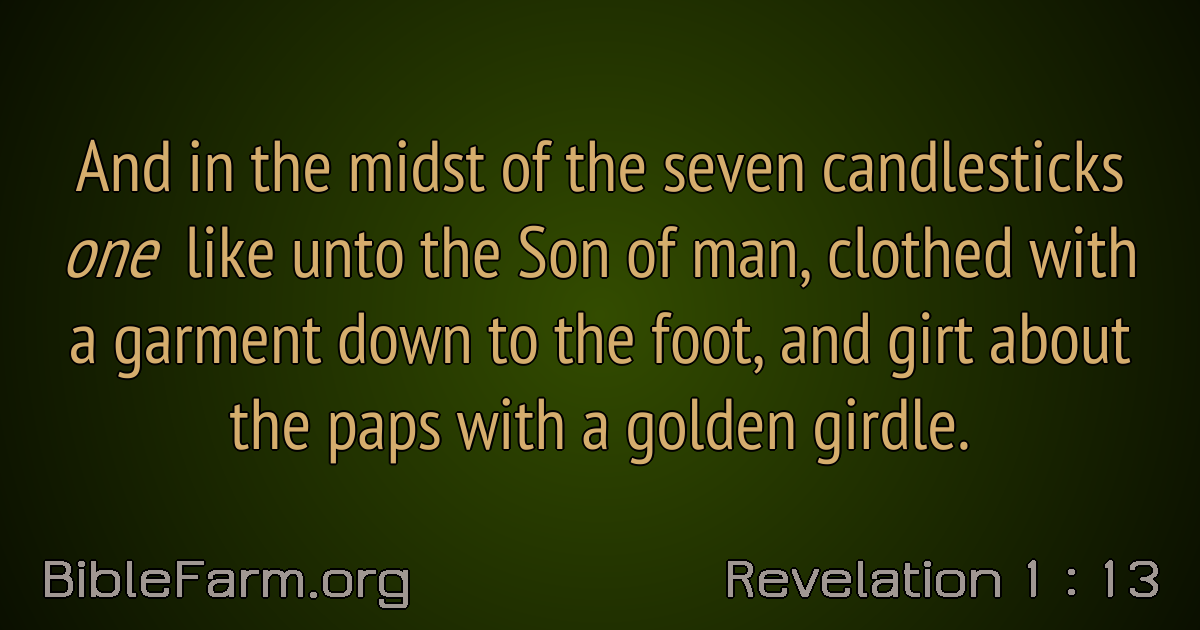 And in the midst of the seven candlesticks
one like unto the Son of man, clothed with
a garment down to the foot, and girt about
the paps with a golden girdle.
BibleFarm.org
Revelation 1 : 13